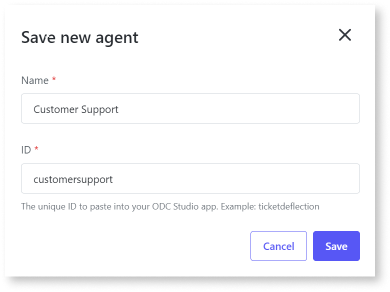 Save new agent
Name *
Customer Support
ID *
customersupport
The unique ID to paste into your ODC Studio app. Example: ticketdeflection
Cancel Save